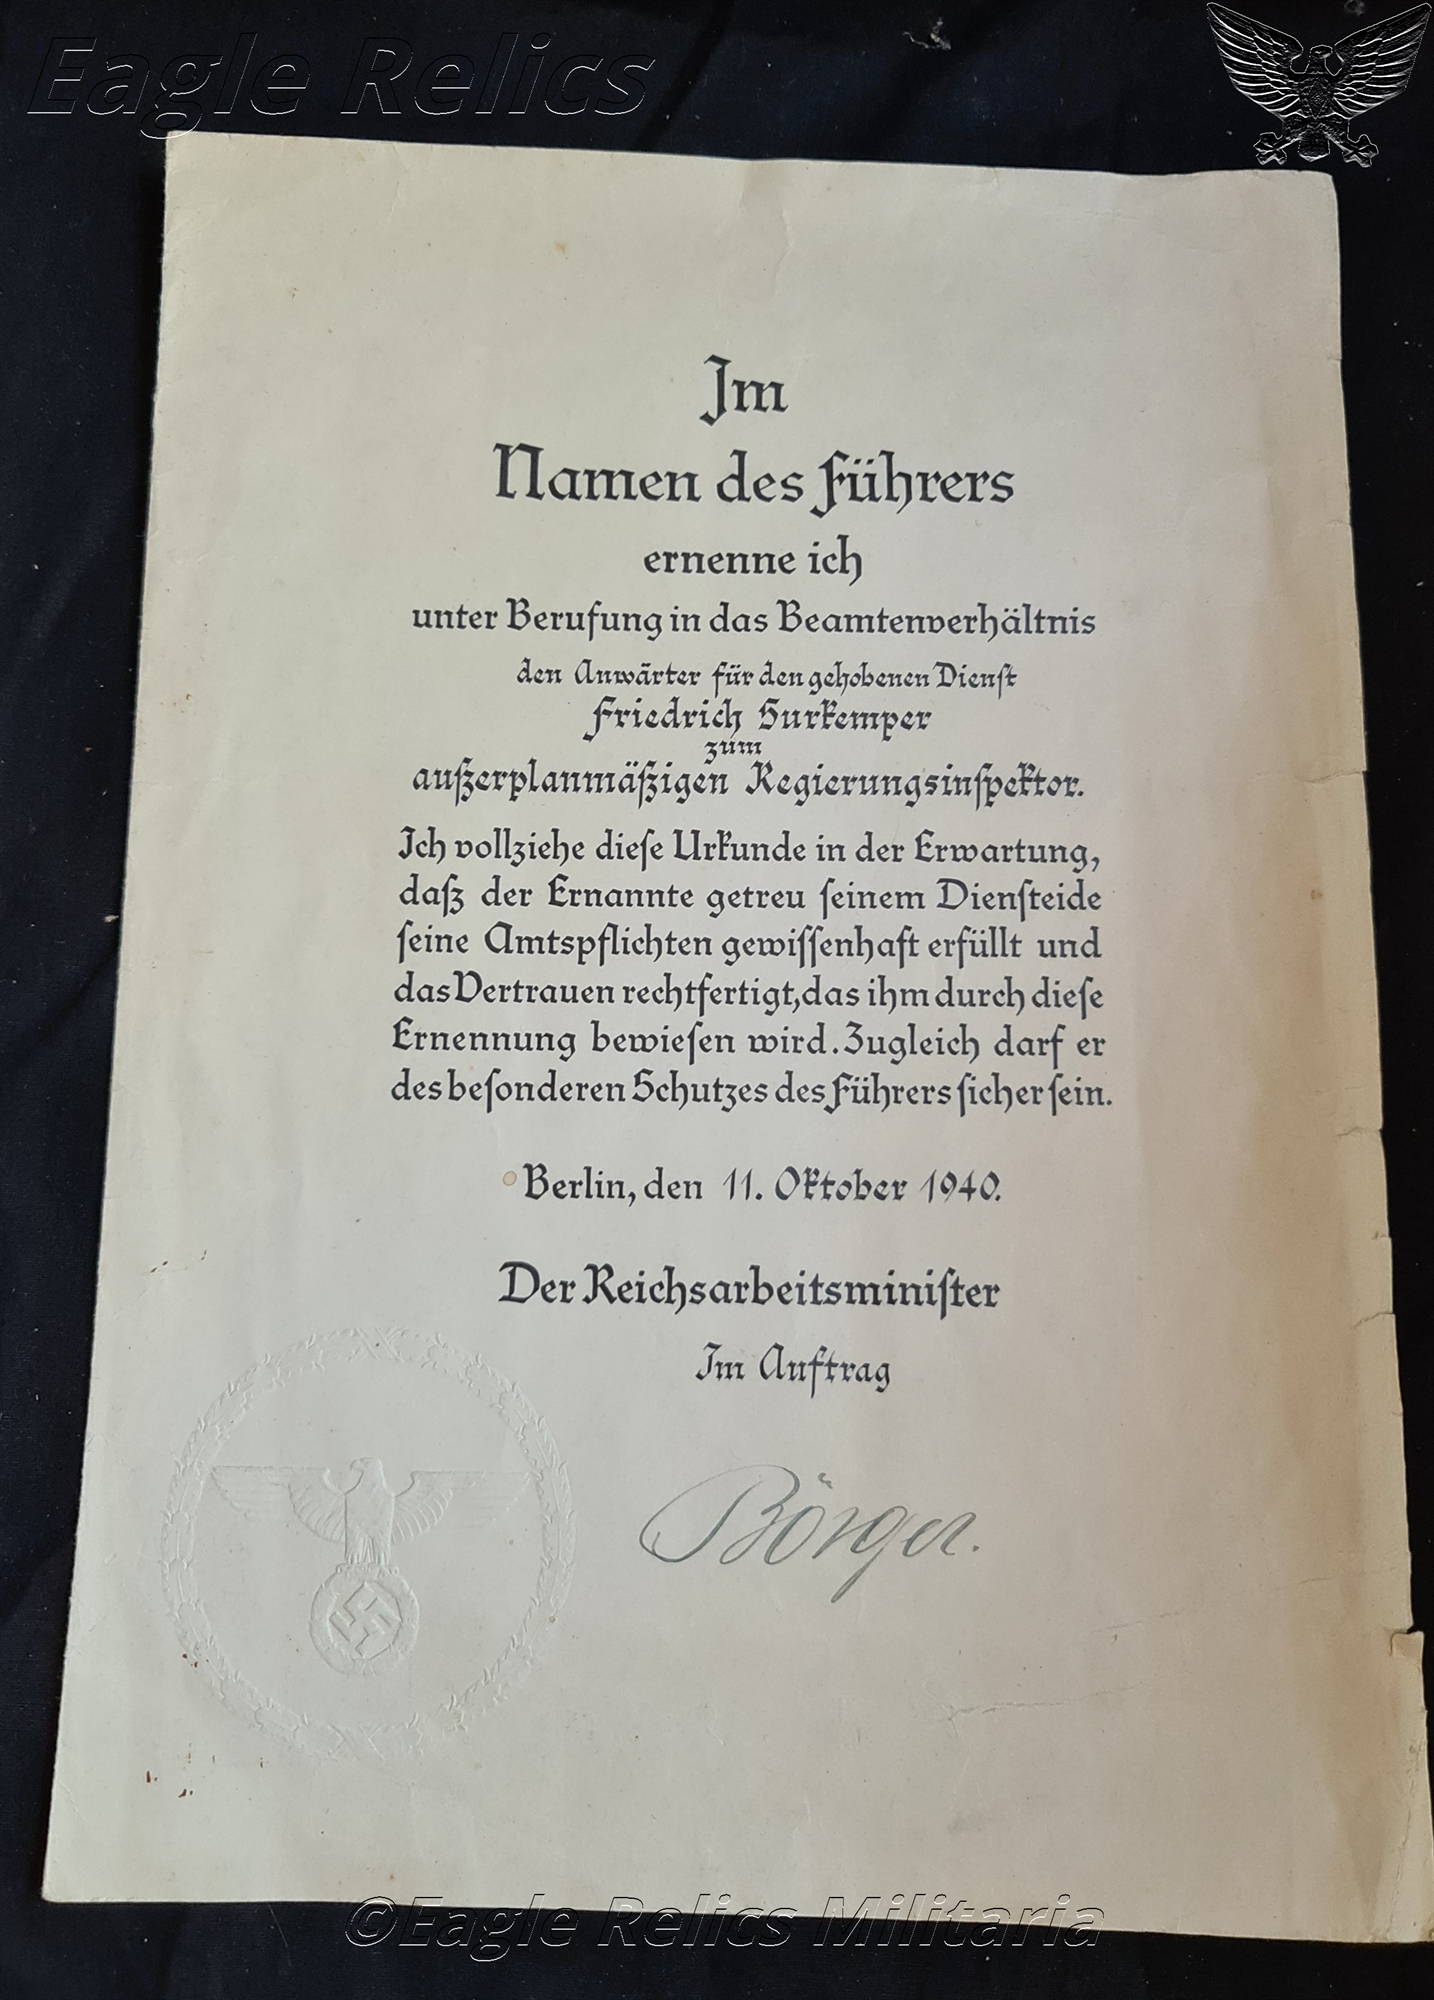 Eagle Relics
Im
Namen des Führers
ernenne ich
unter Berufung in das Beamtenverhältnis
den Anwärter für den gehobenen Dienst
Friedrich Surkemper
zum
außerplanmäßigen Regierungsinspektor.
Ich vollziehe diese Urkunde in der Erwartung,
daß der Ernannte getreu seinem Diensteide
seine Amtspflichten gewissenhaft erfüllt und
das Vertrauen rechtfertigt, das ihm durch diese
Ernennung bewiesen wird. Zugleich darf er
des besonderen Schutzes des Führers sicher sein.
Berlin, den 11. Oktober 1940.
Der Reichsarbeitsminister
Im Auftrag
Börger.
©Eagle Relics Militaria